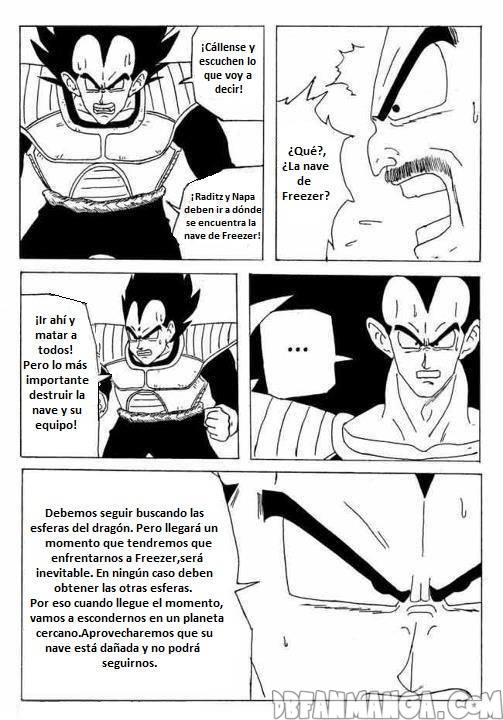 ¡Cállense y
escuchen lo
que voy a
decir!
¡Raditz y Napa
deben ir a dónde
se encuentra la
nave de Freezer!
¿Qué?,
¿La nave
de
Freezer?
¡Ir ahí y
matar a
todos!
Pero lo más
importante
destruir la
nave y su
equipo!
...
Debemos seguir buscando las
esferas del dragón. Pero llegará un
momento que tendremos que
enfrentarnos a Freezer,será
inevitable. En ningún caso deben
obtener las otras esferas.
Por eso cuando llegue el momento,
vamos a escondernos en un planeta
cercano.Aprovecharemos que su
nave está dañada y no podrá
seguirnos.
DBFANMANGA.COM